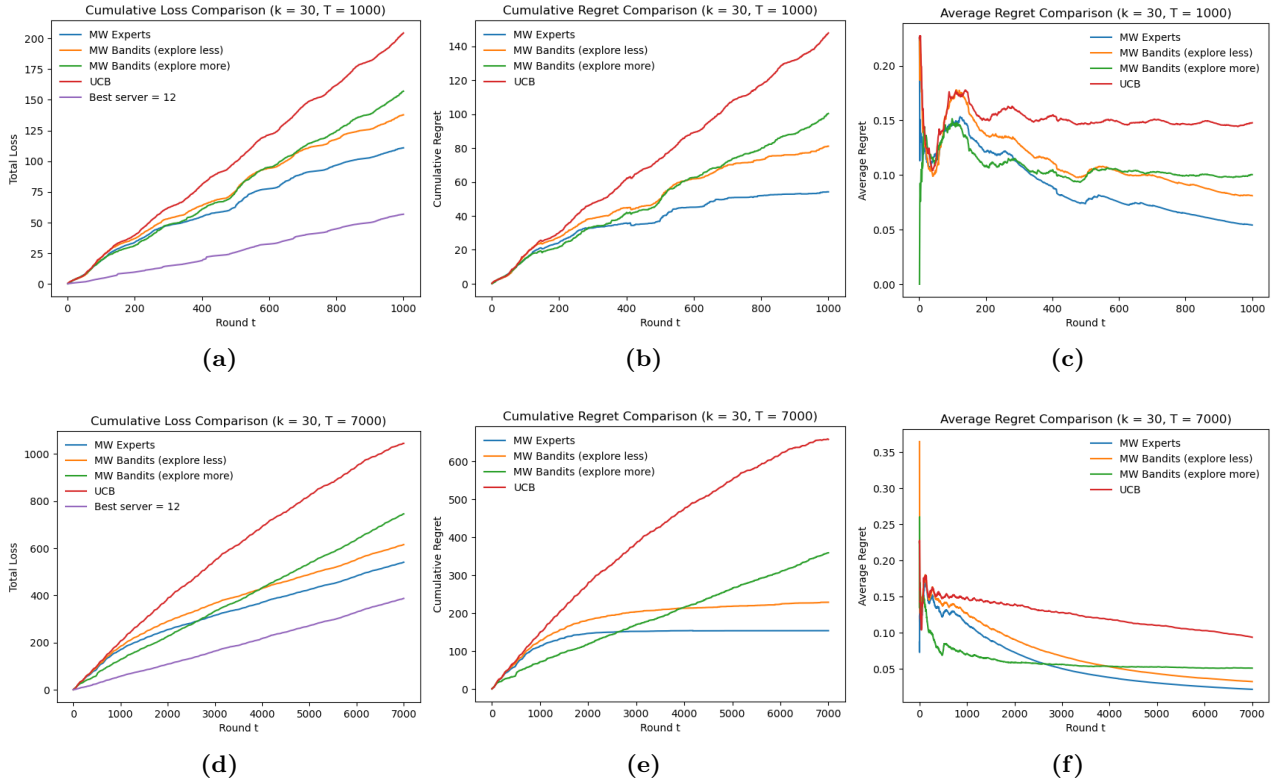 Cumulative Loss Comparison (k = 30, T = 1000)
Total Loss
200
175
150
125
100
75
50
25
0
MW Experts
MW Bandits (explore less)
MW Bandits (explore more)
UCB
Best server = 12
0 200 400 600 800 1000
Round t
(a)
Cumulative Regret Comparison (k = 30, T = 1000)
Cumulative Regret
140
120
100
80
60
40
20
0
MW Experts
MW Bandits (explore less)
MW Bandits (explore more)
UCB
0 200 400 600 800 1000
Round t
(b)
Average Regret Comparison (k = 30, T = 1000)
Average Regret
0.20
0.15
0.10
0.05
0.00
MW Experts
MW Bandits (explore less)
MW Bandits (explore more)
UCB
0 200 400 600 800 1000
Round t
(c)
Cumulative Loss Comparison (k = 30, T = 7000)
Total Loss
1000
800
600
400
200
0
MW Experts
MW Bandits (explore less)
MW Bandits (explore more)
UCB
Best server = 12
0 1000 2000 3000 4000 5000 6000 7000
Round t
(d)
Cumulative Regret Comparison (k = 30, T = 7000)
Cumulative Regret
600
500
400
300
200
100
0
MW Experts
MW Bandits (explore less)
MW Bandits (explore more)
UCB
0 1000 2000 3000 4000 5000 6000 7000
Round t
(e)
Average Regret Comparison (k = 30, T = 7000)
Average Regret
0.35
0.30
0.25
0.20
0.15
0.10
0.05
MW Experts
MW Bandits (explore less)
MW Bandits (explore more)
UCB
0 1000 2000 3000 4000 5000 6000 7000
Round t
(f)